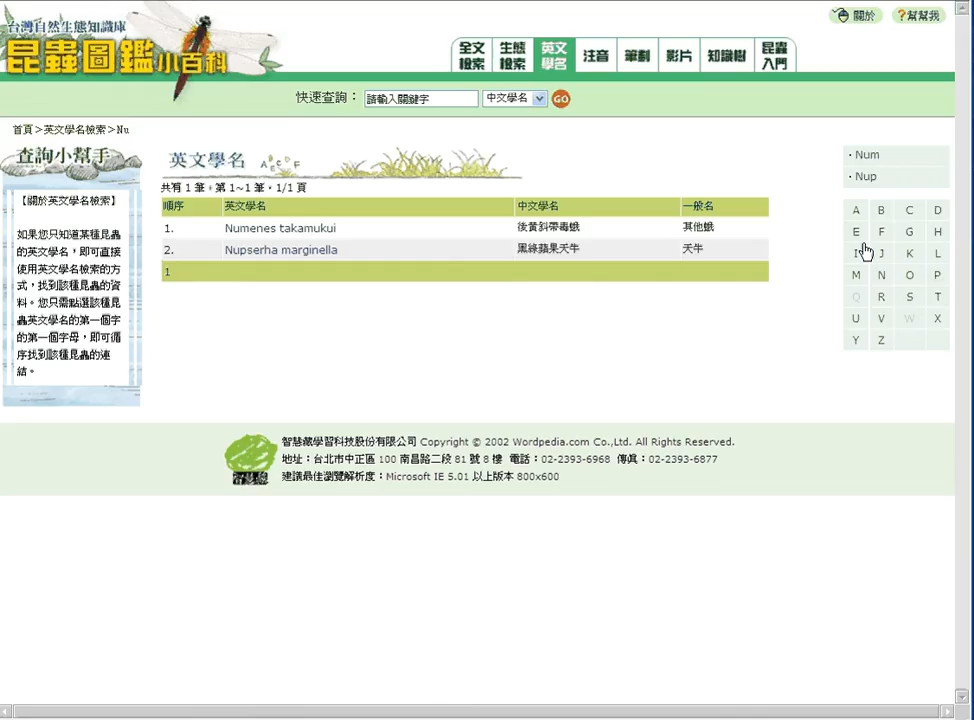 台灣自然生態知識庫
昆蟲圖鑑小百科
關於
?幫幫我
全文檢索
生態檢索
英文學名
注音
筆劃
影片
知識樹
昆蟲入門
快速查詢：
請輸入關鍵字
中文學名
GO
首頁>英文學名檢索>Nu
查詢小幫手
【關於英文學名檢索】
如果您只知道某種昆蟲
的英文學名，即可直接
使用英文學名檢索的方
式，找到該種昆蟲的資
料。您只需點選該種昆
蟲英文學名的第一個字
的第一個字母，即可循
序找到該種昆蟲的連
結。
英文學名 A B C D E F
共有 1 筆，第 1~1 筆，1/1 頁
順序 英文學名 中文學名 一般名
1. Numenes takamukui 後黃斜帶毒蛾 其他蛾
2. Nupserha marginella 黑緣蘋果天牛 天牛
1
· Num
· Nup
A B C D
E F G H
I J K L
M N O P
Q R S T
U V W X
Y Z
智慧藏學習科技股份有限公司 Copyright © 2002 Wordpedia.com Co.,Ltd. All Rights Reserved.
地址：台北市中正區 100 南昌路二段 81 號 8 樓 電話：02-2393-6968 傳真：02-2393-6877
建議最佳瀏覽解析度：Microsoft IE 5.01 以上版本 800x600
智慧藏